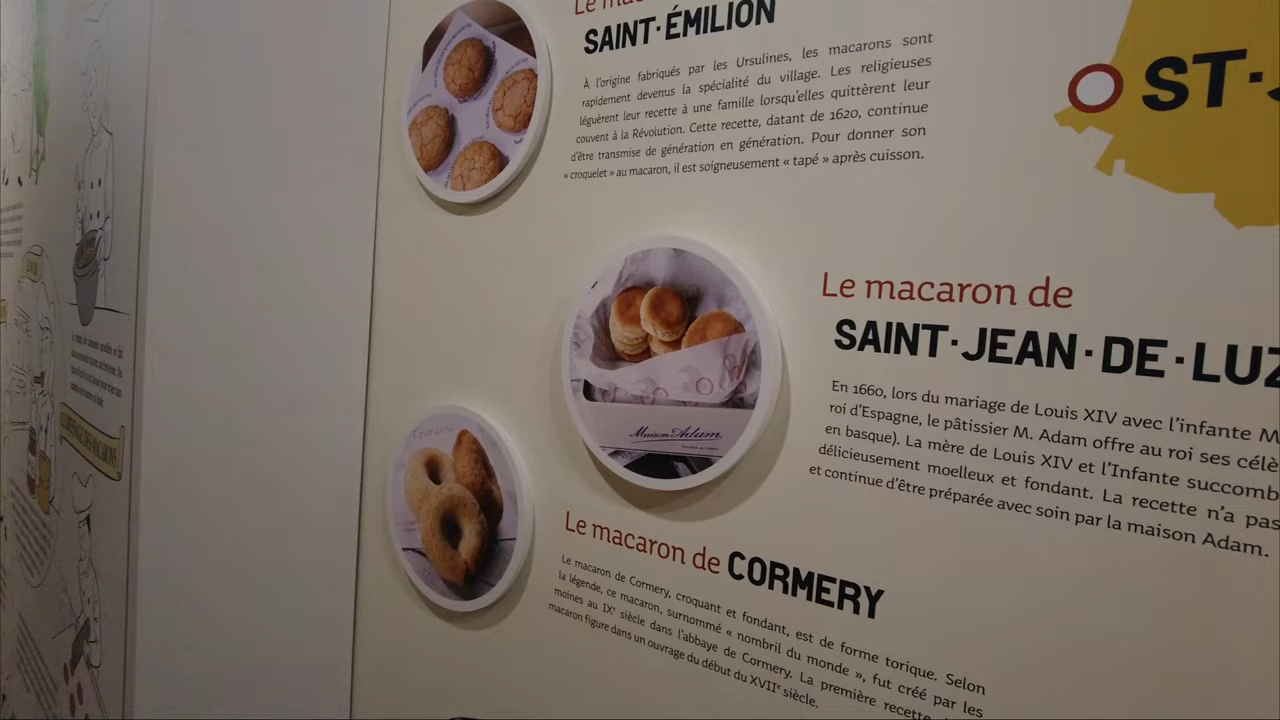 Le
SAINT·ÉMILION
À l'origine fabriqués par les Ursulines, les macarons sont
rapidement devenus la spécialité du village. Les religieuses
léguèrent leur recette à une famille lorsqu'elles quittèrent leur
couvent à la Révolution. Cette recette, datant de 1620, continue
d'être transmise de génération en génération. Pour donner son
« croquelet » au macaron, il est soigneusement « tapé » après cuisson.
ST·
Le macaron de
SAINT·JEAN·DE·LUZ
En 1660, lors du mariage de Louis XIV avec l'infante M
roi d'Espagne, le pâtissier M. Adam offre au roi ses célè
en basque). La mère de Louis XIV et l'Infante succomb
délicieusement moelleux et fondant. La recette n'a pas
et continue d'être préparée avec soin par la maison Adam.
Maison Adam
Le macaron de CORMERY
Le macaron de Cormery, croquant et fondant, est de forme torique. Selon
la légende, ce macaron, surnommé « nombril du monde », fut créé par les
moines au IXe siècle dans l'abbaye de Cormery. La première recette
macaron figure dans un ouvrage du début du XVIIe siècle.